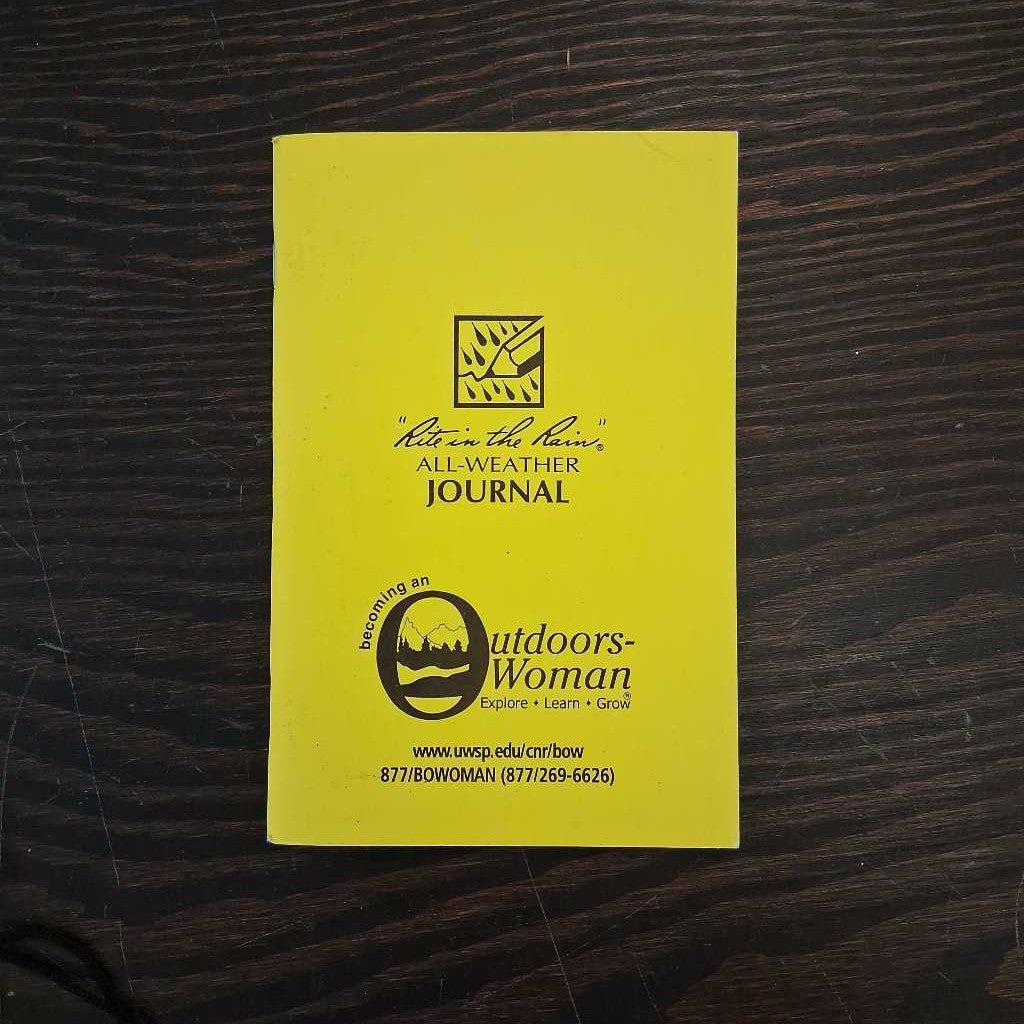 "Rite in the Rain"®
ALL-WEATHER
JOURNAL
becoming an
Outdoors-
Woman®
Explore • Learn • Grow
www.uwsp.edu/cnr/bow
877/BOWOMAN (877/269-6626)